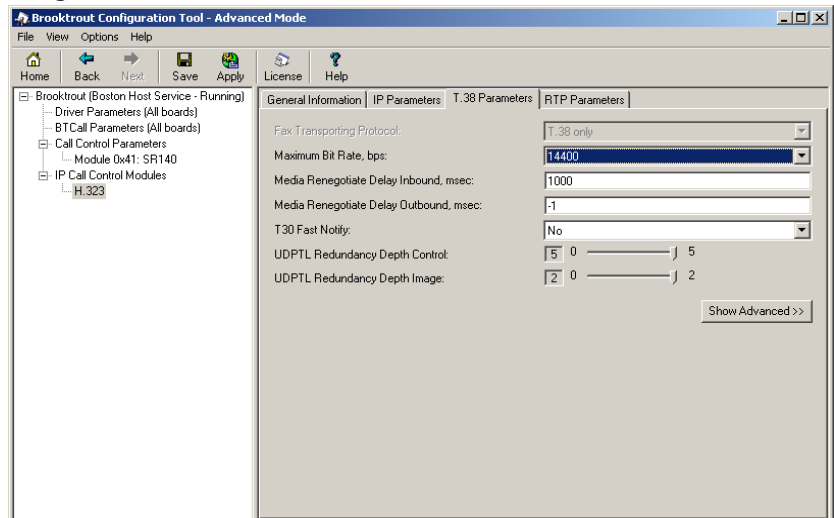 Brooktrout Configuration Tool - Advanced Mode
File View Options Help
Home Back Next Save Apply License Help
Brooktrout (Boston Host Service - Running)
Driver Parameters (All boards)
BTCall Parameters (All boards)
Call Control Parameters
Module 0x41: SR140
IP Call Control Modules
H.323
General Information IP Parameters T.38 Parameters RTP Parameters
Fax Transporting Protocol: T.38 only
Maximum Bit Rate, bps: 14400
Media Renegotiate Delay Inbound, msec: 1000
Media Renegotiate Delay Outbound, msec: -1
T30 Fast Notify: No
UDPTL Redundancy Depth Control: 5 0 5
UDPTL Redundancy Depth Image: 2 0 2
Show Advanced >>